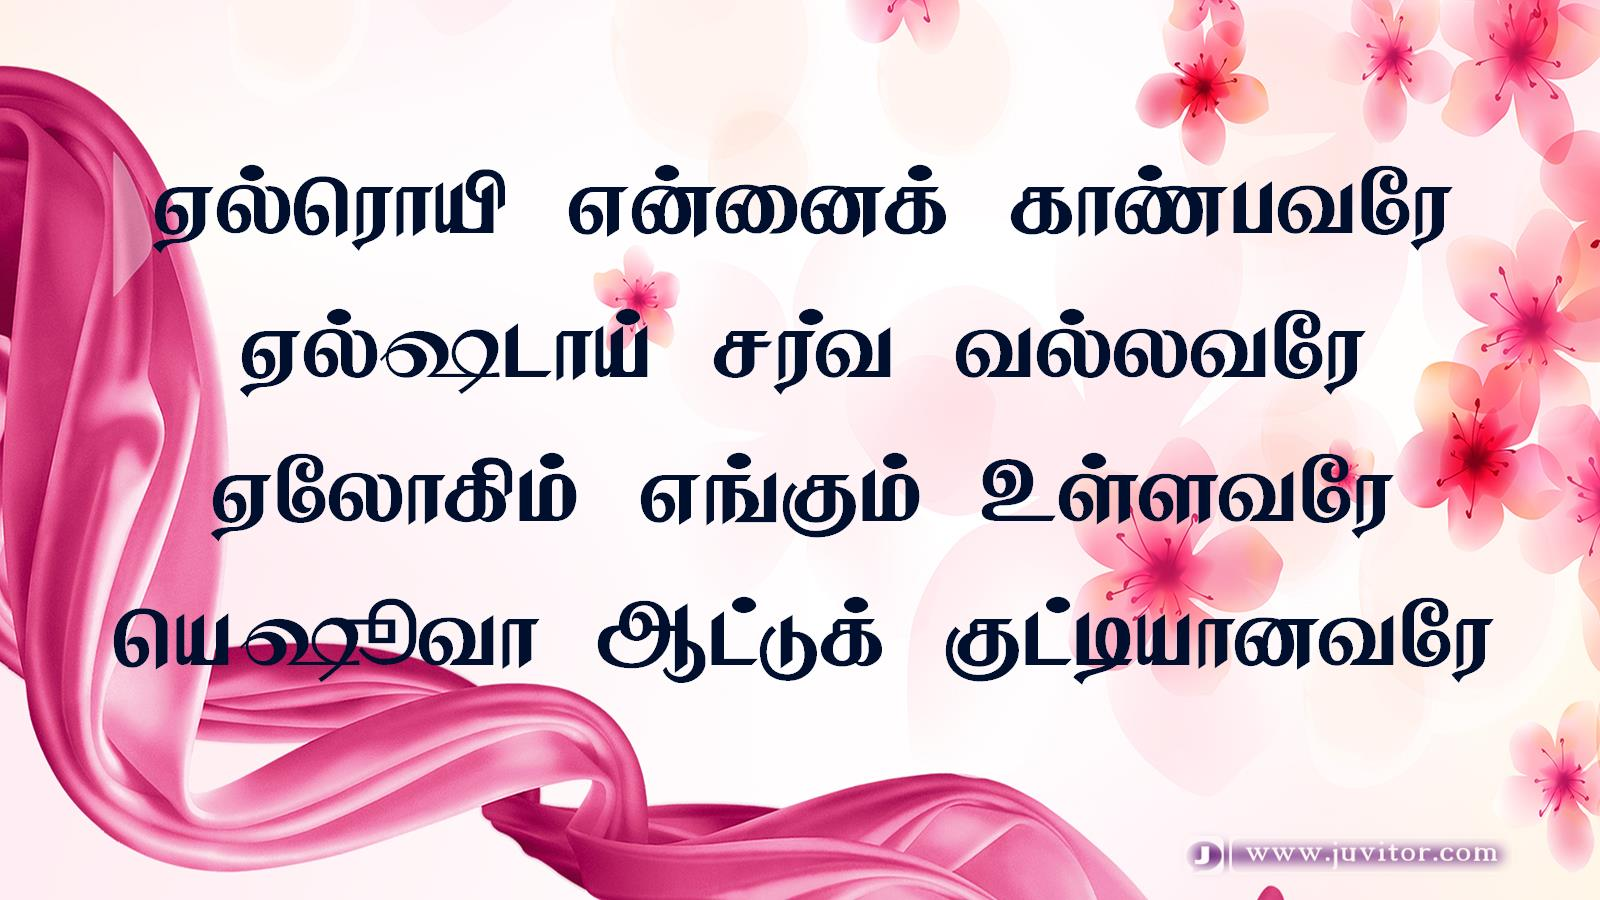 ஏல்ரொயி என்னைக் காண்பவரே
ஏல்ஷடாய் சர்வ வல்லவரே
ஏலோகிம் எங்கும் உள்ளவரே
யெஷுவா ஆட்டுக் குட்டியானவரே
J www.juvitor.com